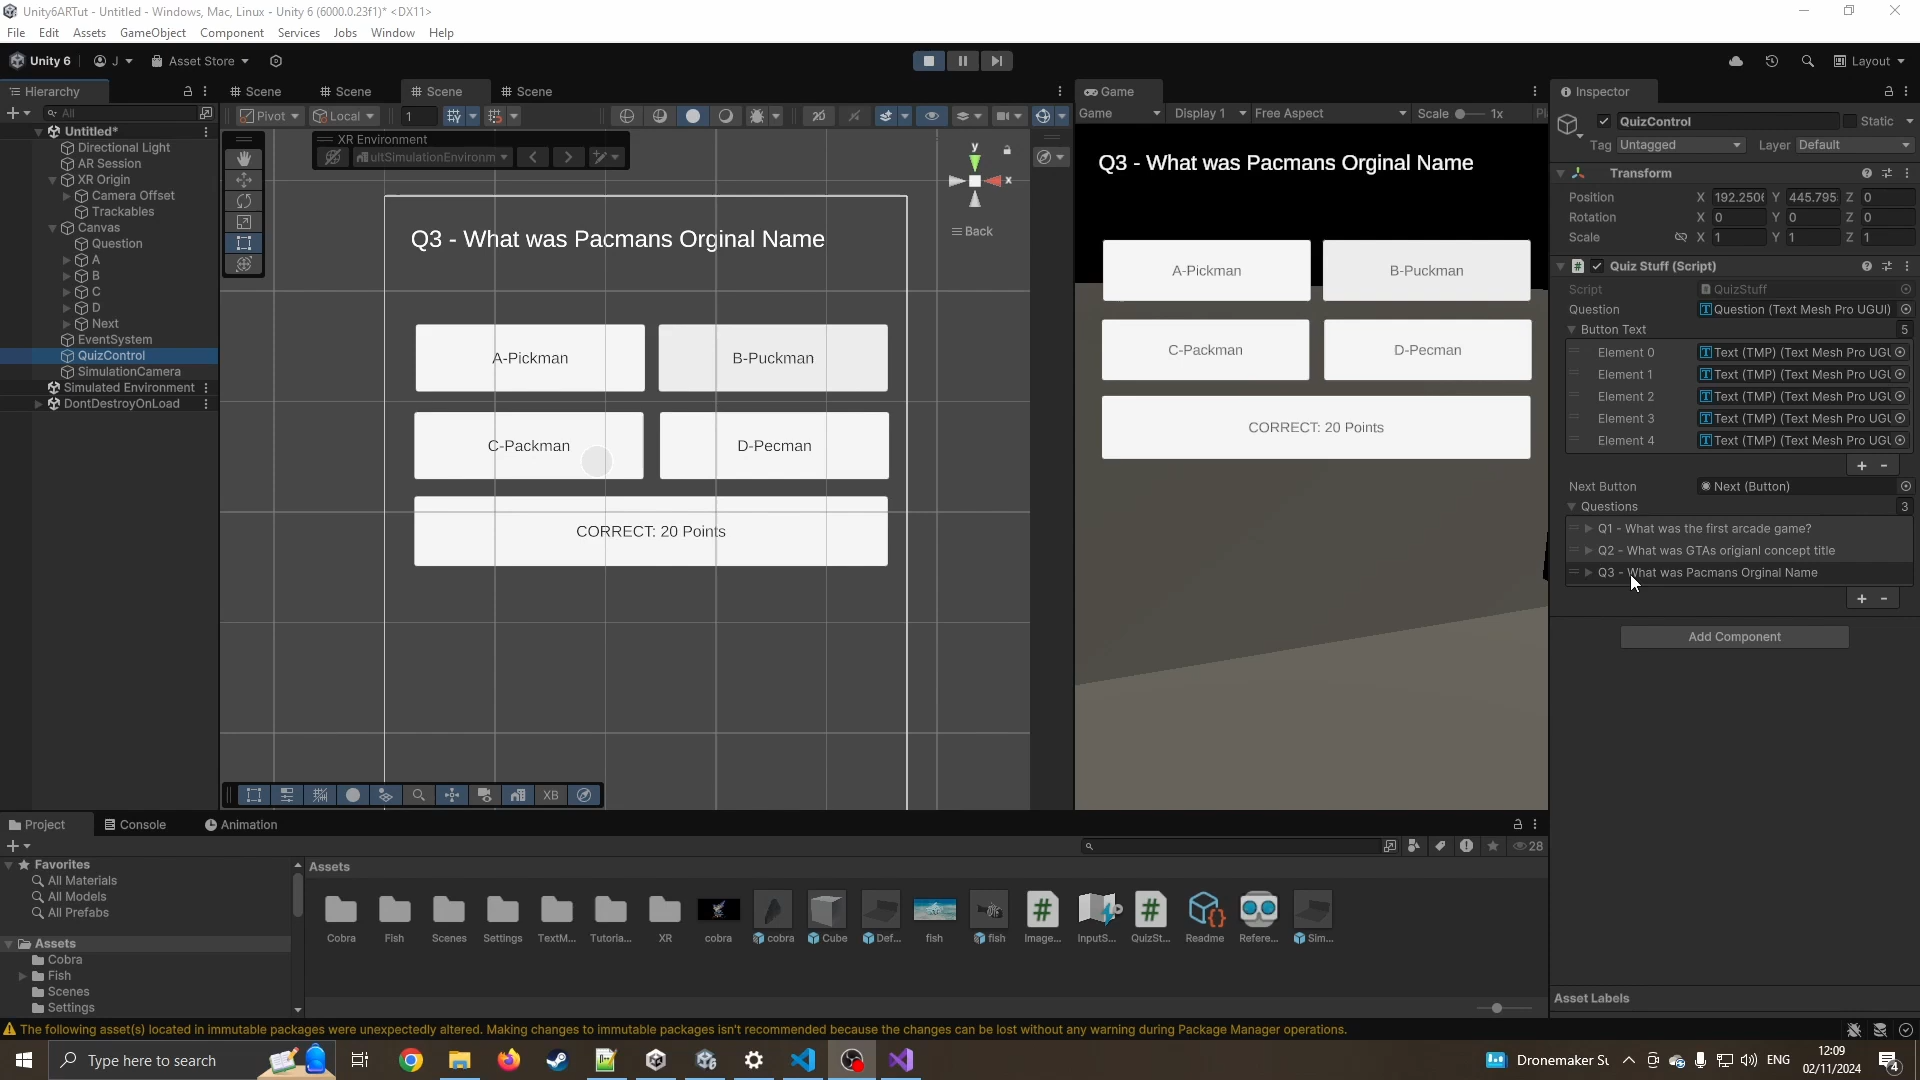 Unity6ARTut - Untitled - Windows, Mac, Linux - Unity 6 (6000.0.23f1)* <DX11>
File Edit Assets GameObject Component Services Jobs Window Help
Unity 6 J Asset Store Layout
Hierarchy
All
Untitled*
Directional Light
AR Session
XR Origin
Camera Offset
Trackables
Canvas
Question
A
B
C
D
Next
EventSystem
QuizControl
SimulationCamera
Simulated Environment
DontDestroyOnLoad
Scene Scene Scene Scene
Pivot Local 1 2D
XR Environment
ultSimulationEnvironm
y
x
Back
Q3 - What was Pacmans Orginal Name
A-Pickman B-Puckman
C-Packman D-Pecman
CORRECT: 20 Points
XB
Game
Game Display 1 Free Aspect Scale 1x Pl
Q3 - What was Pacmans Orginal Name
A-Pickman B-Puckman
C-Packman D-Pecman
CORRECT: 20 Points
Inspector
QuizControl Static
Tag Untagged Layer Default
Transform
Position X 192.250 Y 445.795 Z 0
Rotation X 0 Y 0 Z 0
Scale X 1 Y 1 Z 1
# Quiz Stuff (Script)
Script QuizStuff
Question Question (Text Mesh Pro UGUI)
Button Text 5
Element 0 Text (TMP) (Text Mesh Pro UGU
Element 1 Text (TMP) (Text Mesh Pro UGU
Element 2 Text (TMP) (Text Mesh Pro UGU
Element 3 Text (TMP) (Text Mesh Pro UGU
Element 4 Text (TMP) (Text Mesh Pro UGU
Next Button Next (Button)
Questions 3
Q1 - What was the first arcade game?
Q2 - What was GTAs origianl concept title
Q3 - What was Pacmans Orginal Name
Add Component
Asset Labels
Project Console Animation
28
Favorites
All Materials
All Models
All Prefabs
Assets
Cobra
Fish
Scenes
Settings
Assets
Cobra Fish Scenes Settings TextM... Tutoria... XR cobra cobra Cube Def... fish fish Image... InputS... QuizSt... Readme Refere... Sim...
The following asset(s) located in immutable packages were unexpectedly altered. Making changes to immutable packages isn't recommended because the changes can be lost without any warning during Package Manager operations.
Type here to search
Dronemaker Su
ENG
12:09
02/11/2024
4